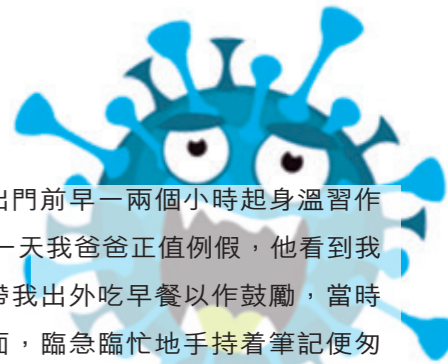 出門前早一兩個小時起身溫習作
一天我爸爸正值例假，他看到我
帶我出外吃早餐以作鼓勵，當時
面，臨急臨忙地手持着筆記便匆